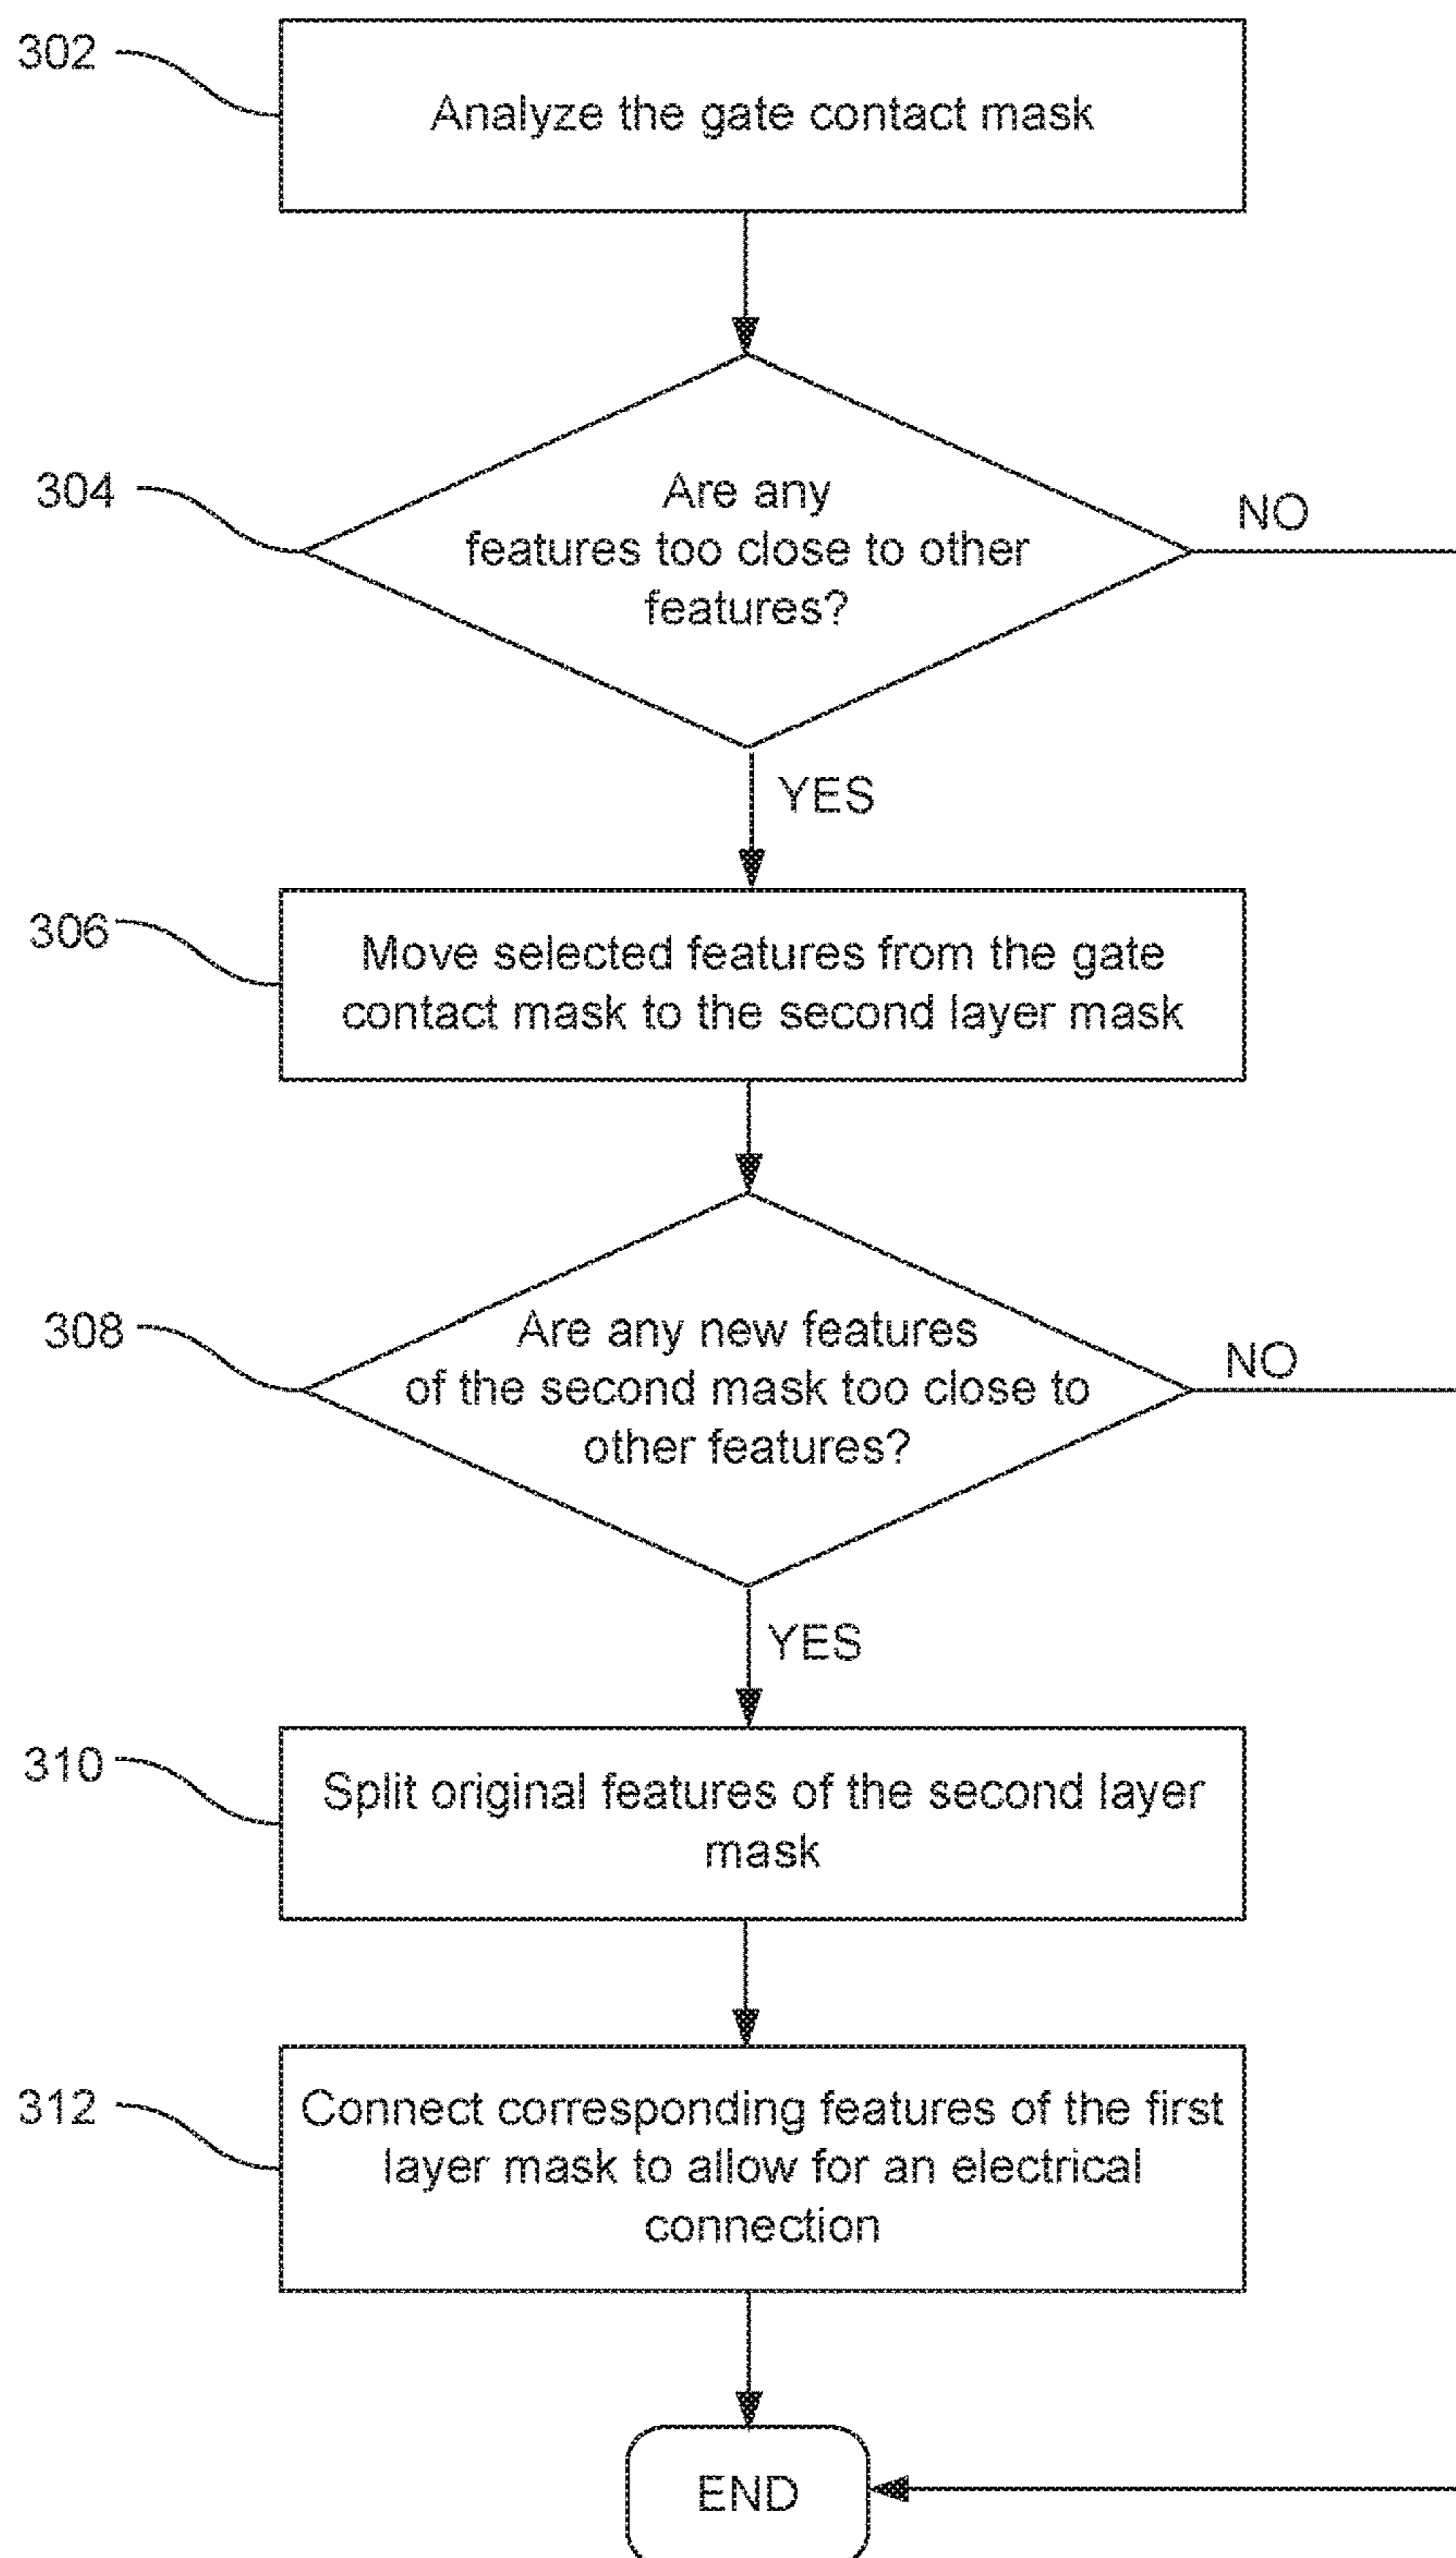 302
Analyze the gate contact mask
304
Are any
features too close to other
features?
NO
YES
306
Move selected features from the gate
contact mask to the second layer mask
308
Are any new features
of the second mask too close to
other features?
NO
YES
310
Split original features of the second layer
mask
312
Connect corresponding features of the first
layer mask to allow for an electrical
connection
END